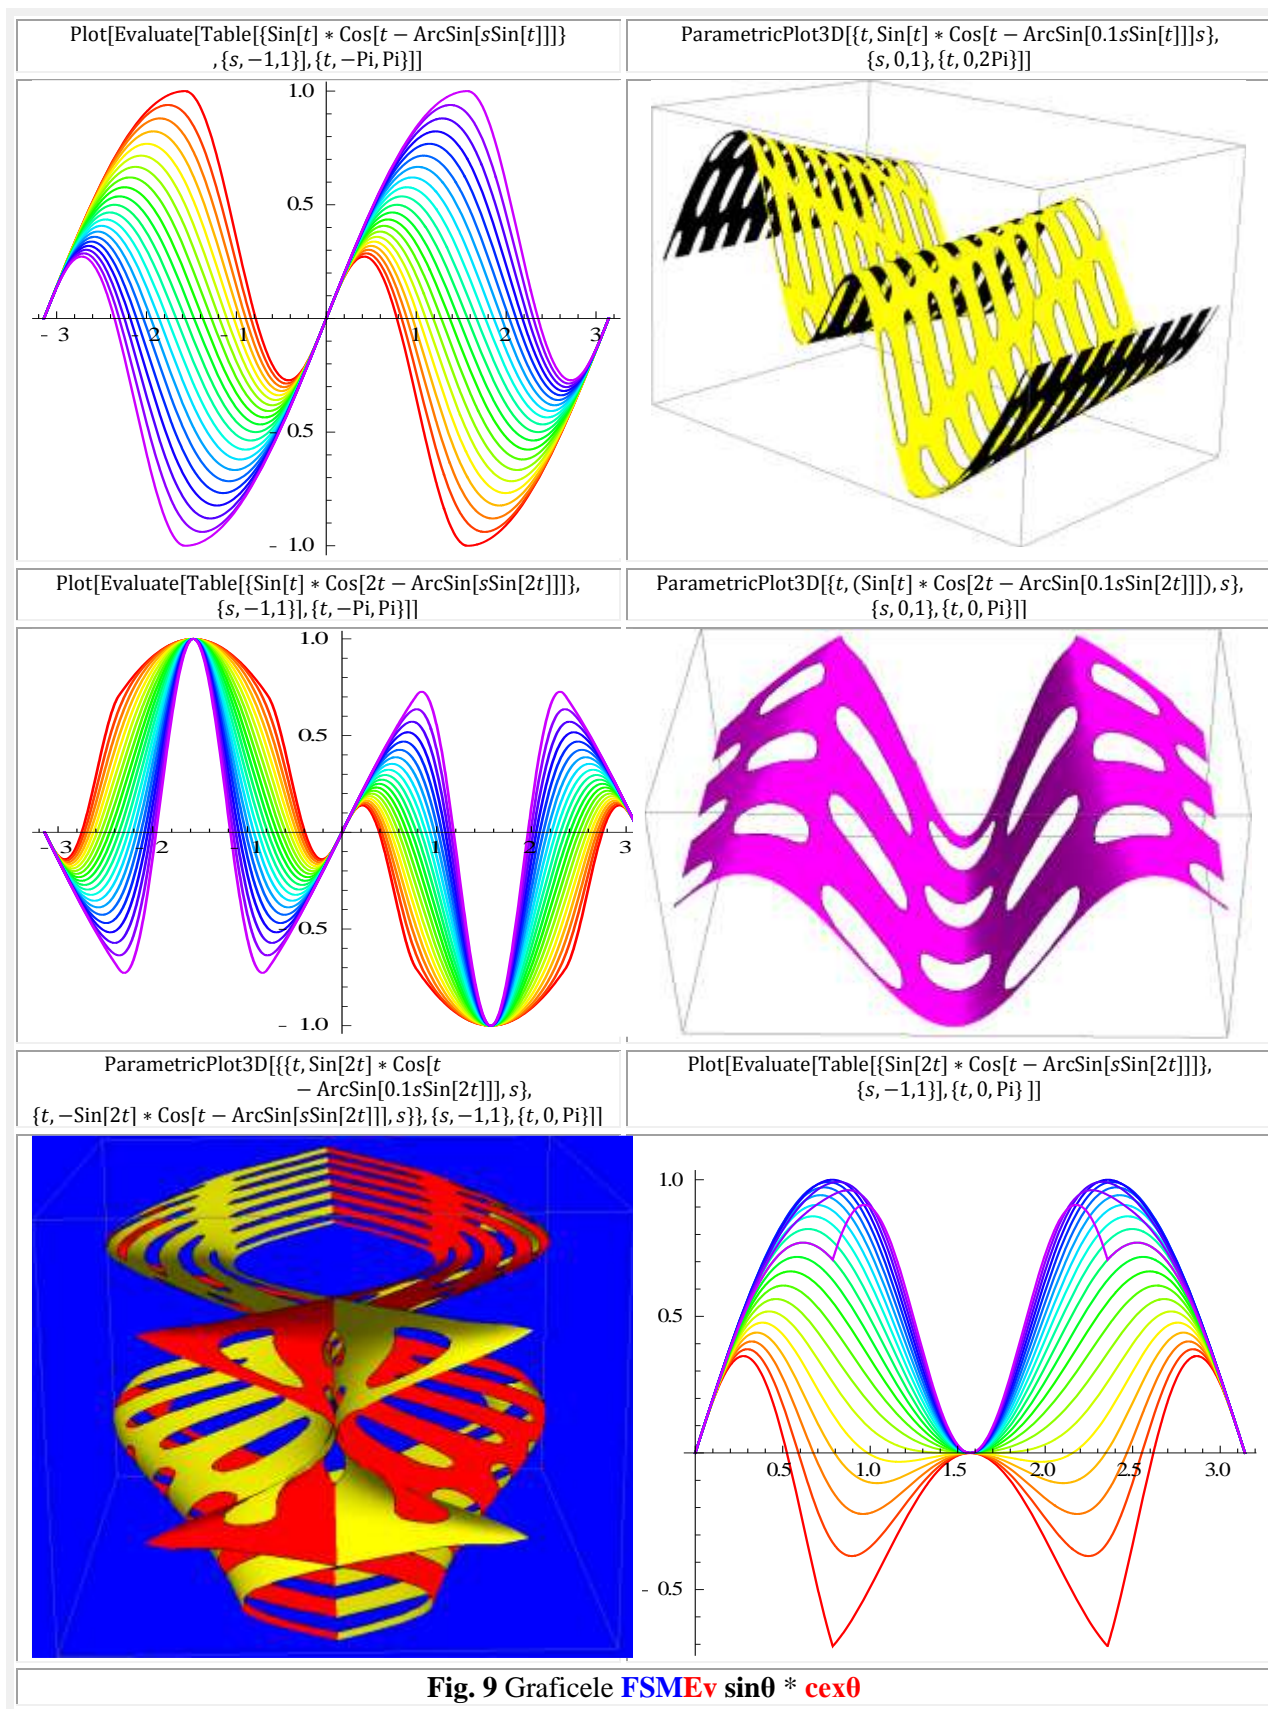 Plot[Evaluate[Table[{Sin[t] ∗ Cos[t − ArcSin[sSin[t]]]}
, {s, −1,1}], {t, −Pi, Pi}]]
ParametricPlot3D[{t, Sin[t] ∗ Cos[t − ArcSin[0.1sSin[t]]]s},
{s, 0,1}, {t, 0,2Pi}]]
1.0
0.5
- 3 - 2 - 1 1 2 3
- 0.5
- 1.0
Plot[Evaluate[Table[{Sin[t] ∗ Cos[2t − ArcSin[sSin[2t]]]},
{s, −1,1}], {t, −Pi, Pi}]]
ParametricPlot3D[{t, (Sin[t] ∗ Cos[2t − ArcSin[0.1sSin[2t]]]), s},
{s, 0,1}, {t, 0, Pi}]]
1.0
0.5
- 3 - 2 - 1 1 2 3
- 0.5
- 1.0
ParametricPlot3D[{{t, Sin[2t] ∗ Cos[t
− ArcSin[0.1sSin[2t]]], s},
{t, −Sin[2t] ∗ Cos[t − ArcSin[sSin[2t]]], s}}, {s, −1,1}, {t, 0, Pi}]]
Plot[Evaluate[Table[{Sin[2t] ∗ Cos[t − ArcSin[sSin[2t]]]},
{s, −1,1}], {t, 0, Pi} ]]
1.0
0.5
0.5 1.0 1.5 2.0 2.5 3.0
- 0.5
Fig. 9 Graficele FSMEv sinθ * cexθ